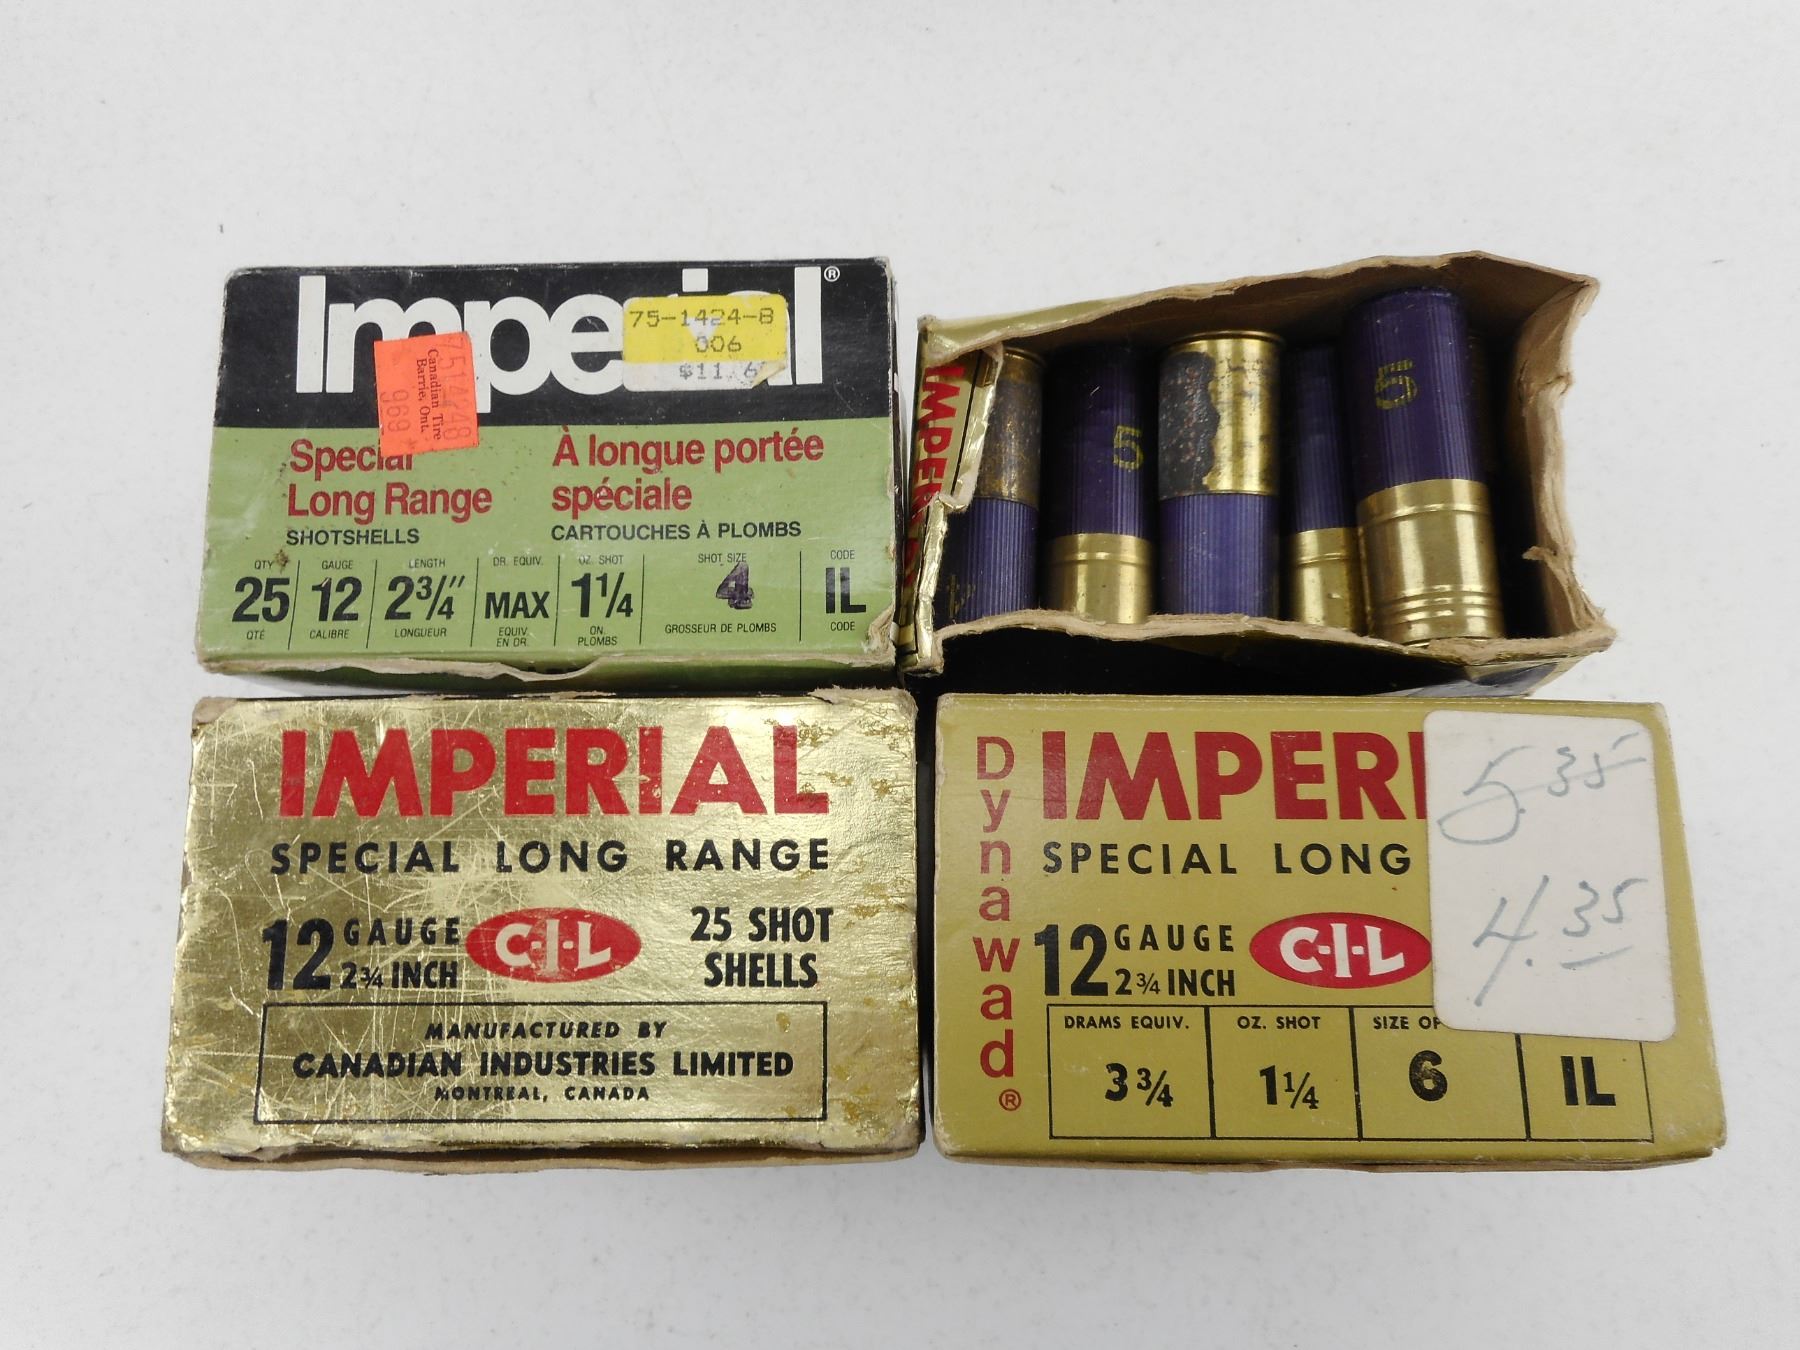 Imperial®
75-1424-8
006
Canadian Tire
Barrie, Ont.
Special
Long Range
SHOTSHELLS
À longue portée
spéciale
CARTOUCHES À PLOMBS
QTY GAUGE LENGTH DR. EQUIV. OZ. SHOT SHOT SIZE CODE
25 12 2¾" MAX 1¼ 4 IL
QTÉ CALIBRE LONGUEUR EQUIV. EN DR. ON. PLOMBS GROSSEUR DE PLOMBS CODE
5
5
IMPERIAL
SPECIAL LONG RANGE
12 GAUGE
2¾ INCH
C-I-L
25 SHOT
SHELLS
MANUFACTURED BY
CANADIAN INDUSTRIES LIMITED
MONTREAL, CANADA
Dynawad®
IMPERI
SPECIAL LONG
12 GAUGE
2¾ INCH
C-I-L
5.35
4.35
DRAMS EQUIV. OZ. SHOT SIZE OF
3¾ 1¼ 6 IL